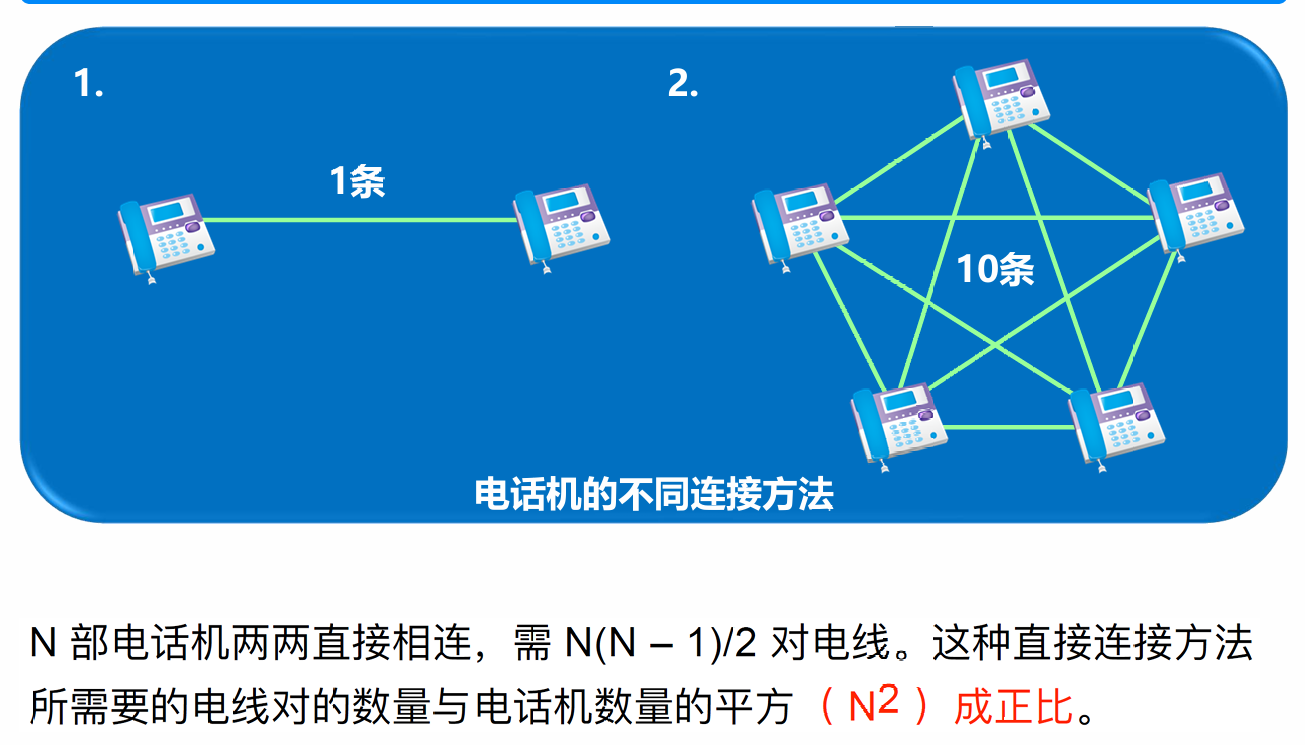 1.
2.
1条
10条
电话机的不同连接方法
N 部电话机两两直接相连，需 N(N – 1)/2 对电线。这种直接连接方法
所需要的电线对的数量与电话机数量的平方（ N² ）成正比。